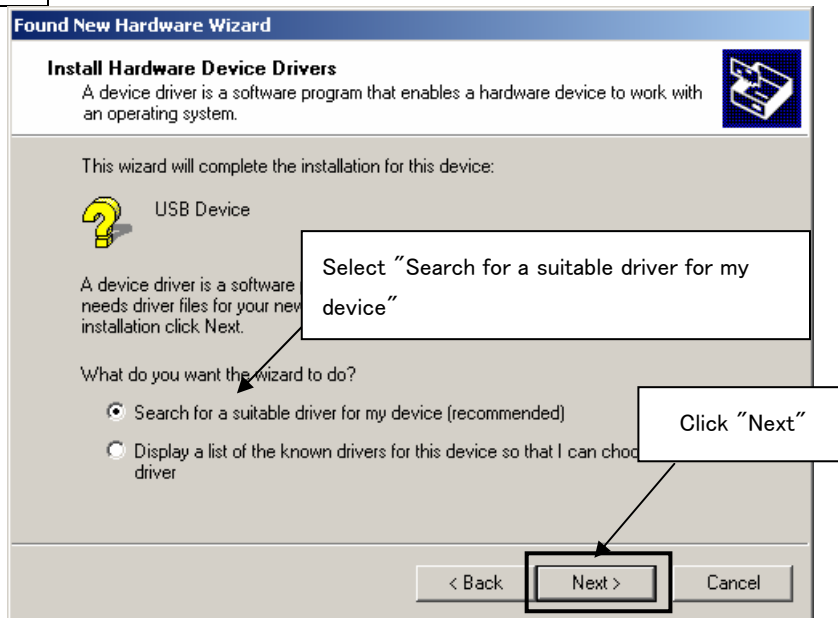 Found New Hardware Wizard
Install Hardware Device Drivers
A device driver is a software program that enables a hardware device to work with
an operating system.
This wizard will complete the installation for this device:
USB Device
Select "Search for a suitable driver for my
device"
A device driver is a software
needs driver files for your new
installation click Next.
What do you want the wizard to do?
Search for a suitable driver for my device (recommended)
Click "Next"
Display a list of the known drivers for this device so that I can
driver
< Back
Next >
Cancel